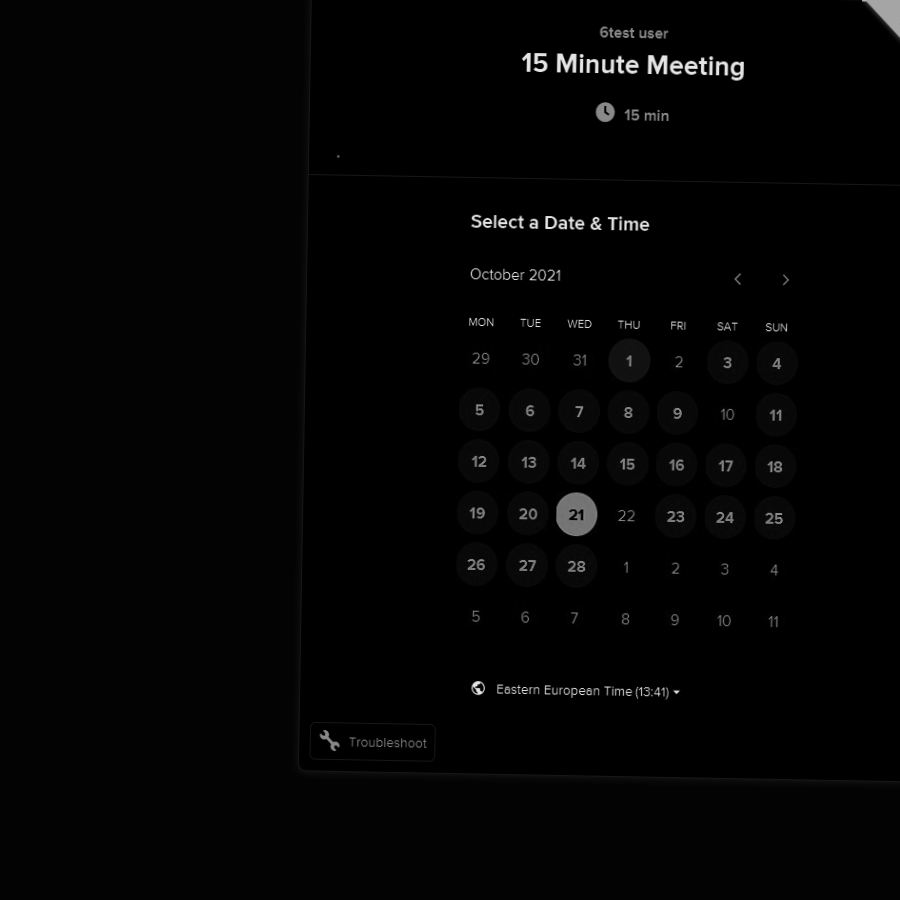 6test user
15 Minute Meeting
15 min
Select a Date & Time
October 2021
MON TUE WED THU FRI SAT SUN
29 30 31 1 2 3 4
5 6 7 8 9 10 11
12 13 14 15 16 17 18
19 20 21 22 23 24 25
26 27 28 1 2 3 4
5 6 7 8 9 10 11
Eastern European Time (13:41)
Troubleshoot